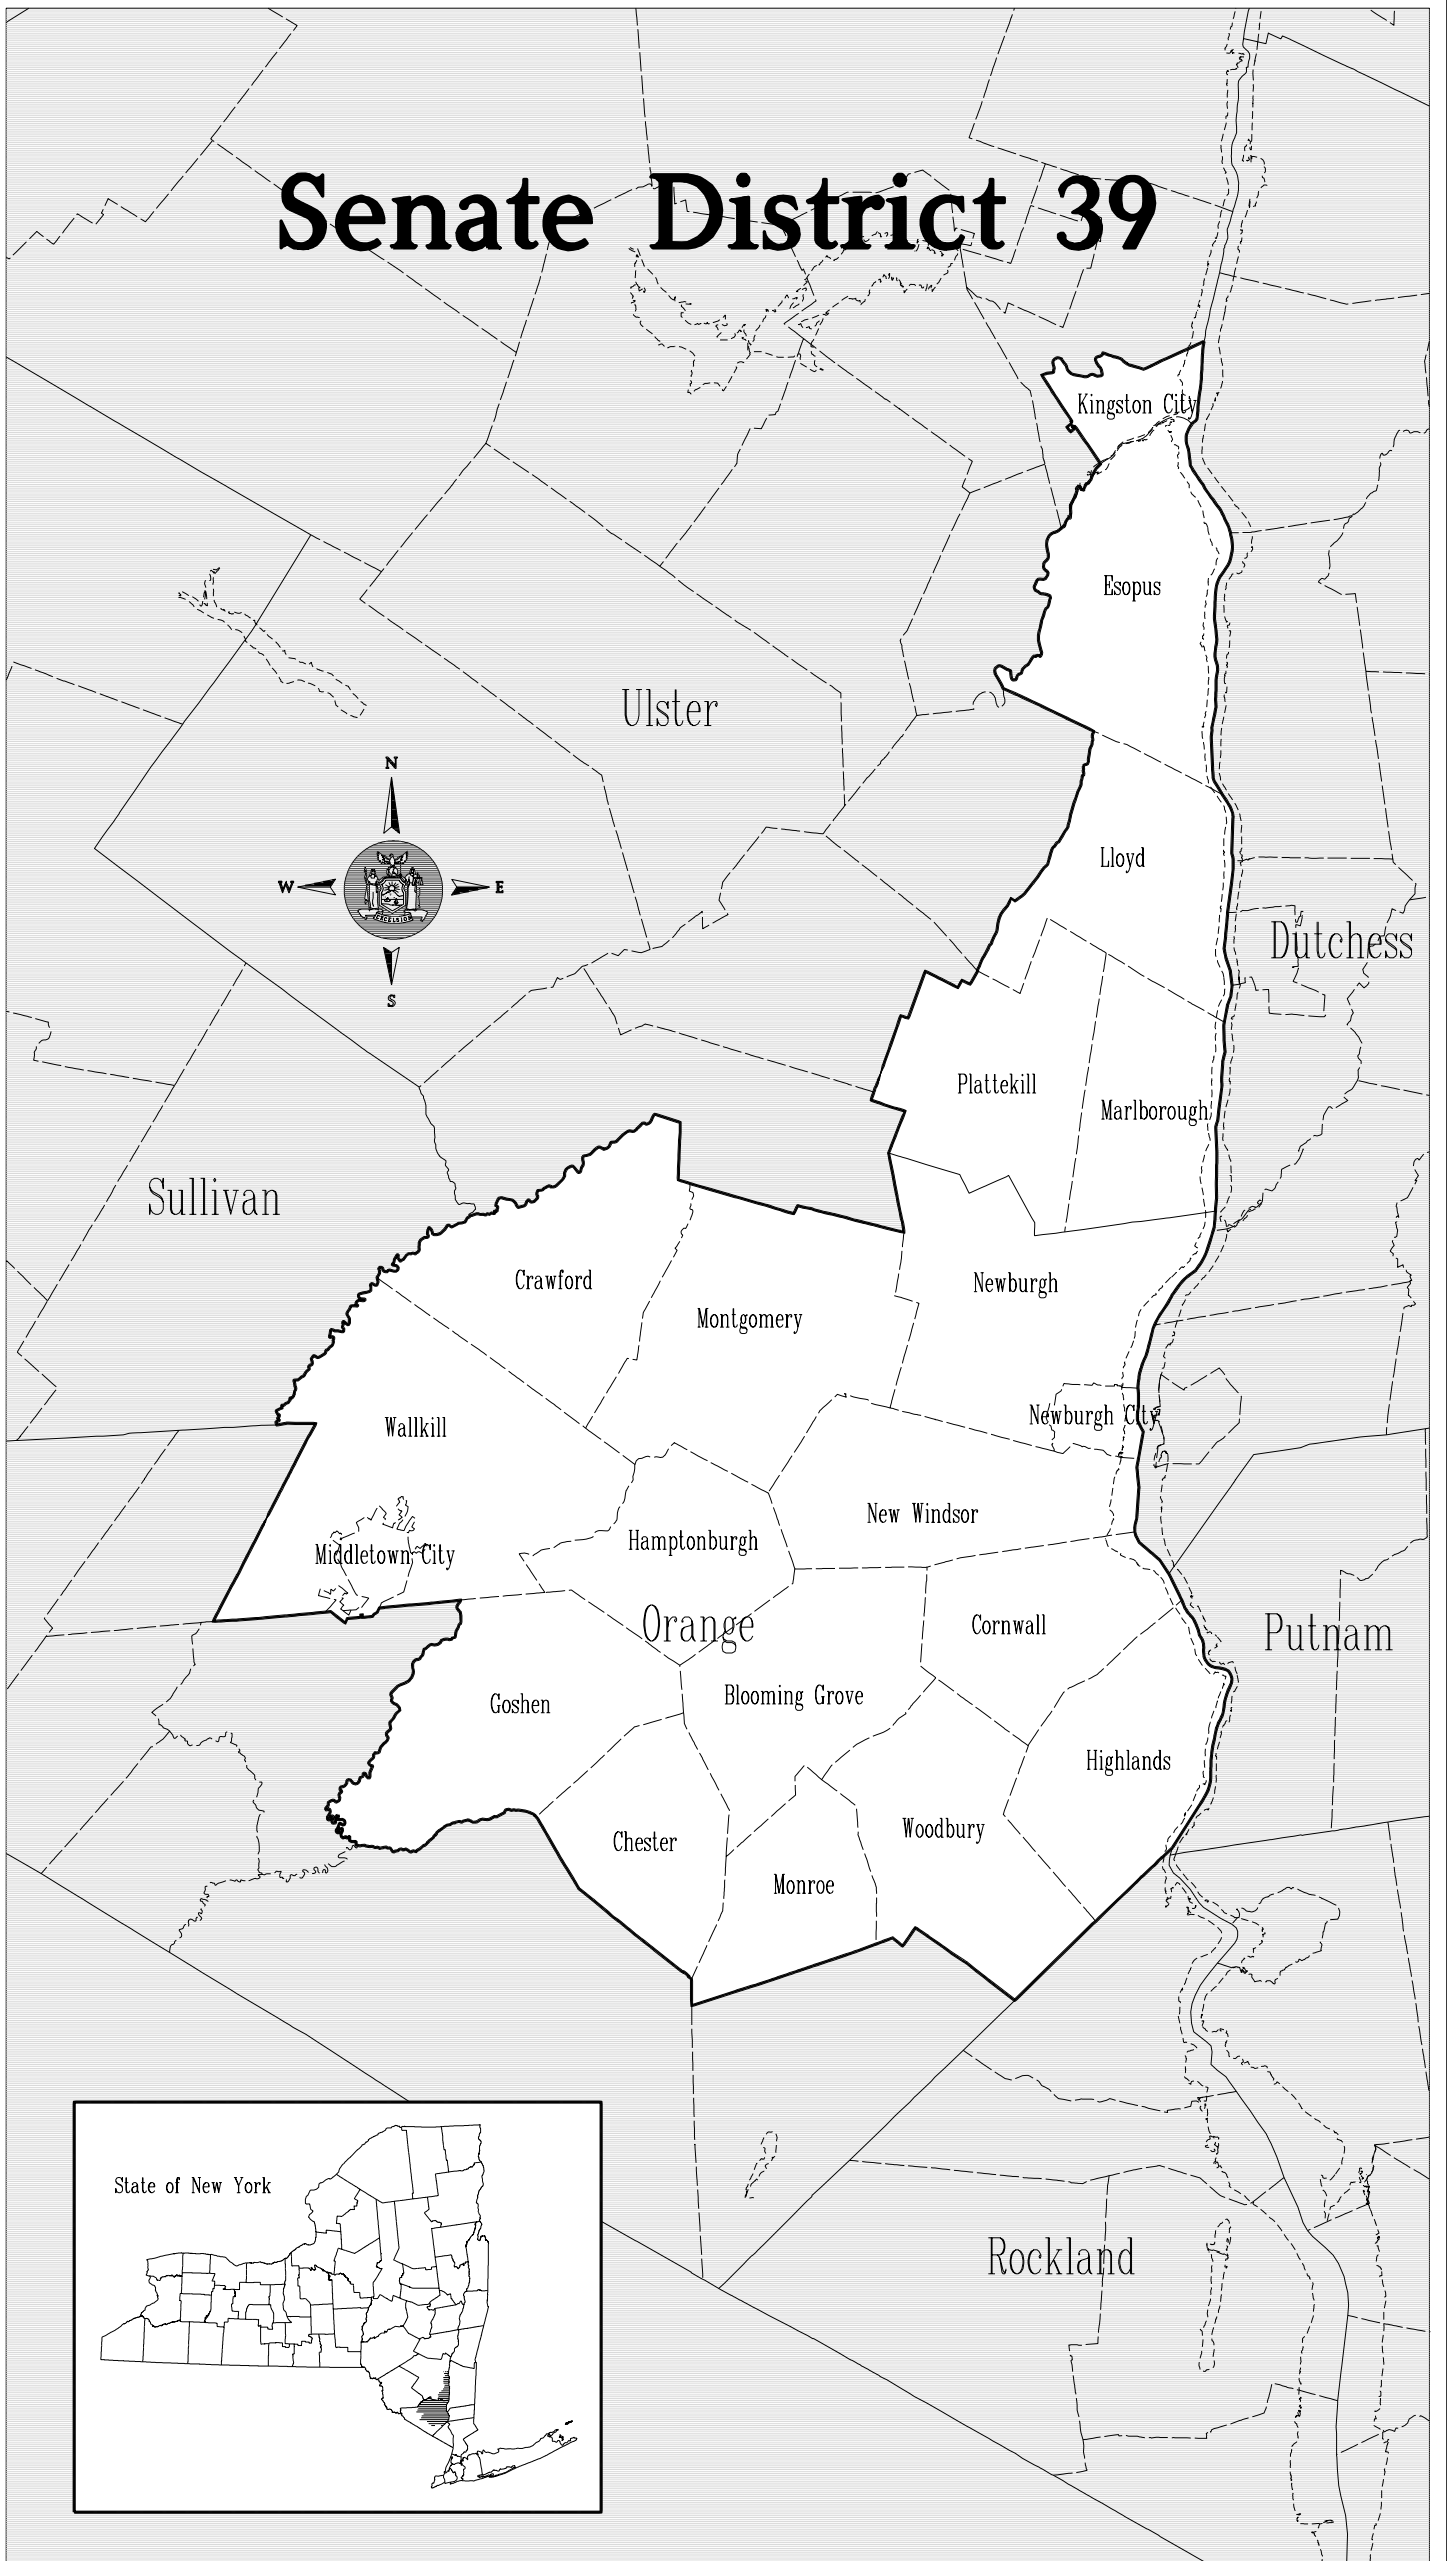 Senate District 39
Kingston City
Esopus
Ulster
N
Lloyd
W
E
EXCELSIOR
Dutchess
S
Plattekill
Marlborough
Sullivan
Crawford
Newburgh
Montgomery
Newburgh City
Wallkill
New Windsor
Hamptonburgh
Middletown City
Orange
Cornwall
Putnam
Blooming Grove
Goshen
Highlands
Woodbury
Chester
Monroe
State of New York
Rockland